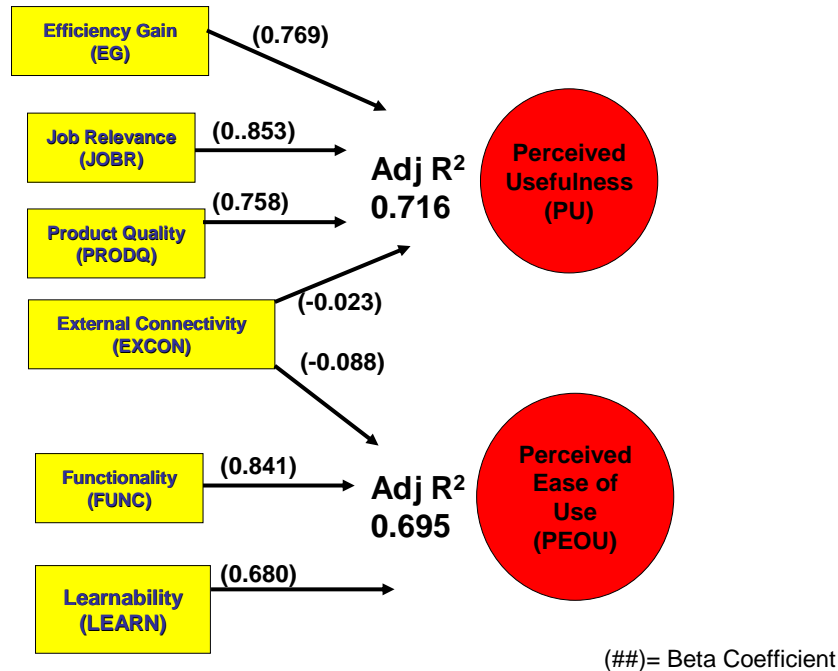 Efficiency Gain
(EG)
(0.769)
Job Relevance
(JOBR)
(0..853)
Product Quality
(PRODQ)
(0.758)
Adj R²
0.716
Perceived
Usefulness
(PU)
External Connectivity
(EXCON)
(-0.023)
(-0.088)
Functionality
(FUNC)
(0.841)
Adj R²
0.695
Perceived
Ease of
Use
(PEOU)
Learnability
(LEARN)
(0.680)
(##)= Beta Coefficient